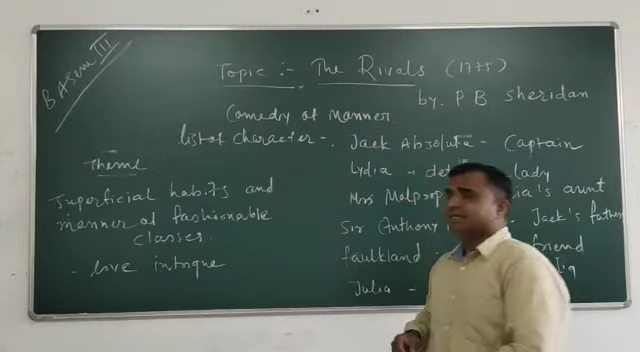 BA Sem III
Topic :- The Rivals (1775)
by. P B Sheridan
Comedy of Manner
list of character - Jack Absolute - Captain
Lydia - lady
Mrs Malprop 's aunt
Sir Anthony Jack's father
faulkland friend
Julia -
Theme
Superficial habits and
manner of fashionable
classes.
- love intrigue